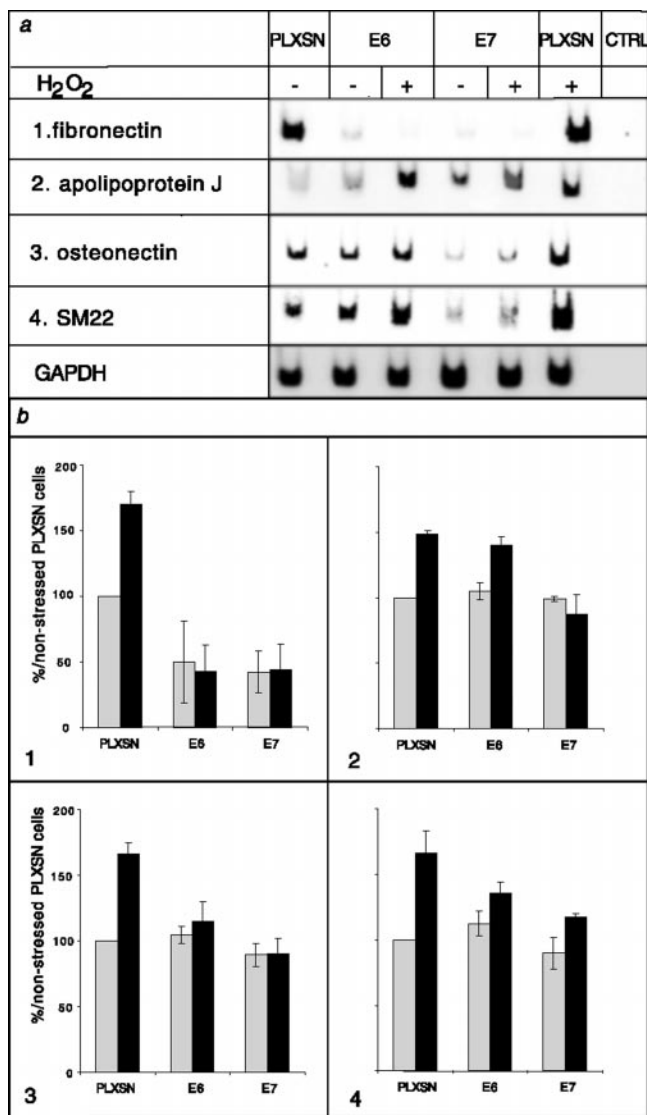 a
PLXSN E6 E7 PLXSN CTRL
H₂O₂ - - + - + +
1.fibronectin
2. apolipoprotein J
3. osteonectin
4. SM22
GAPDH
b
%/non-stressed PLXSN cells
200
150
100
50
0
PLXSN E6 E7
1
PLXSN E6 E7
2
%/non-stressed PLXSN cells
200
150
100
50
0
PLXSN E6 E7
3
PLXSN E6 E7
4